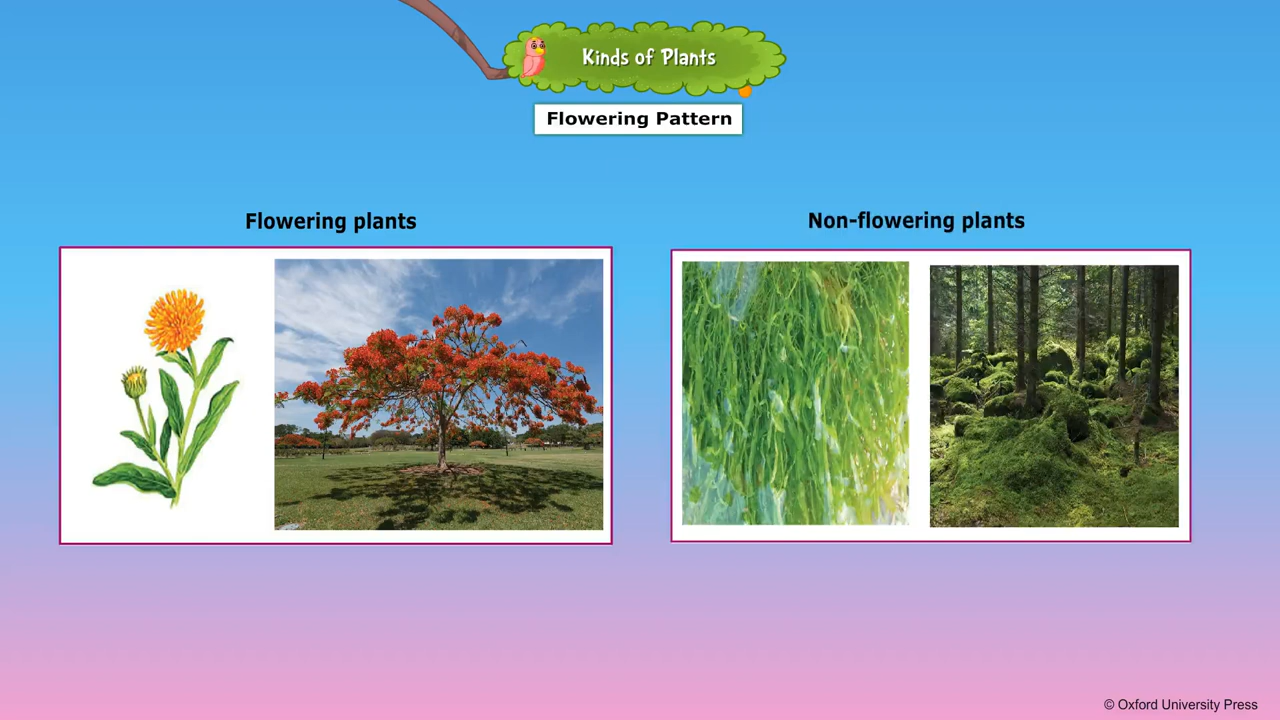 Kinds of Plants
Flowering Pattern
Flowering plants
Non-flowering plants
© Oxford University Press